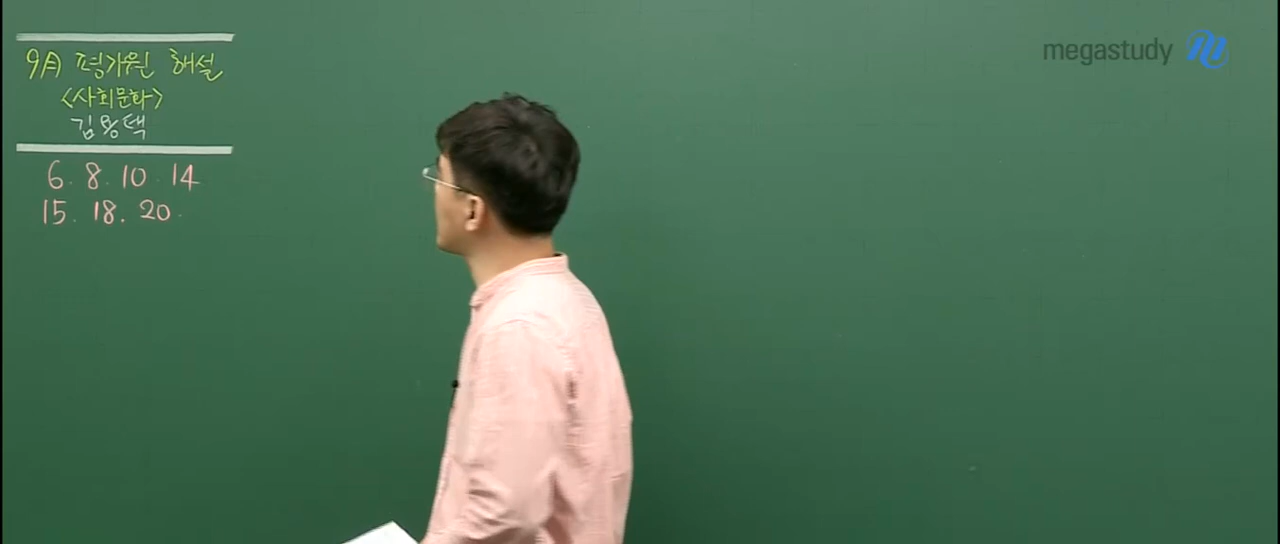 9月 평가원 해설
<사회문화>
김용택
6. 8. 10. 14
15. 18. 20.
megastudy